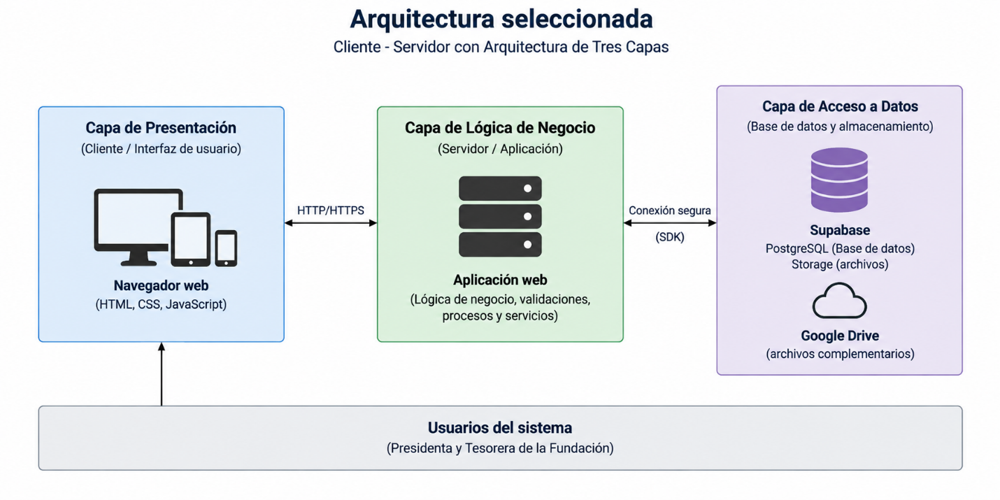 Arquitectura seleccionada
Cliente - Servidor con Arquitectura de Tres Capas
Capa de Presentación
(Cliente / Interfaz de usuario)
Navegador web
(HTML, CSS, JavaScript)
HTTP/HTTPS
Capa de Lógica de Negocio
(Servidor / Aplicación)
Aplicación web
(Lógica de negocio, validaciones,
procesos y servicios)
Conexión segura
(SDK)
Capa de Acceso a Datos
(Base de datos y almacenamiento)
Supabase
PostgreSQL (Base de datos)
Storage (archivos)
Google Drive
(archivos complementarios)
Usuarios del sistema
(Presidenta y Tesorera de la Fundación)